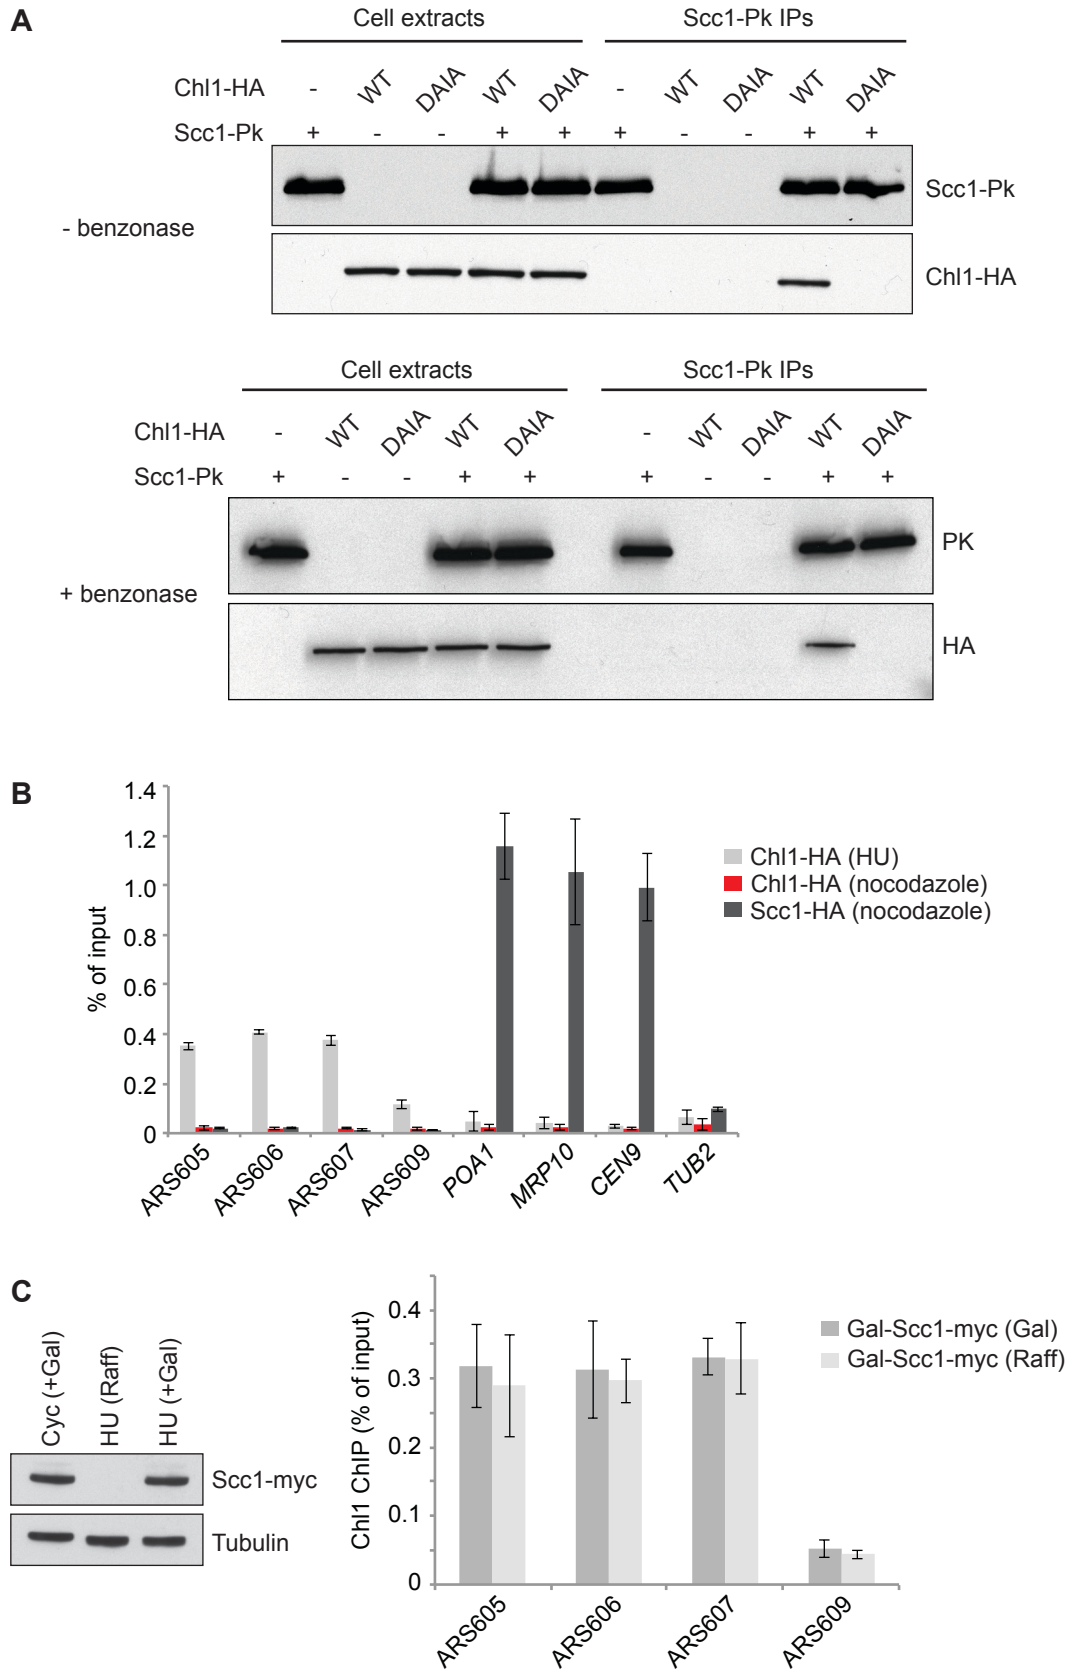 A
Cell extracts
Scc1-Pk IPs
Chl1-HA - WT DAIA WT DAIA - WT DAIA WT DAIA
Scc1-Pk + - - + + + - - + +
Scc1-Pk
- benzonase
Chl1-HA
Cell extracts
Scc1-Pk IPs
Chl1-HA - WT DAIA WT DAIA - WT DAIA WT DAIA
Scc1-Pk + - - + + + - - + +
PK
+ benzonase
HA
B
1.4
1.2
1.0
0.8
0.6
0.4
0.2
0
% of input
Chl1-HA (HU)
Chl1-HA (nocodazole)
Scc1-HA (nocodazole)
ARS605
ARS606
ARS607
ARS609
POA1
MRP10
CEN9
TUB2
C
Cyc (+Gal)
HU (Raff)
HU (+Gal)
Scc1-myc
Tubulin
Chl1 ChIP (% of input)
0.4
0.3
0.2
0.1
0
Gal-Scc1-myc (Gal)
Gal-Scc1-myc (Raff)
ARS605
ARS606
ARS607
ARS609